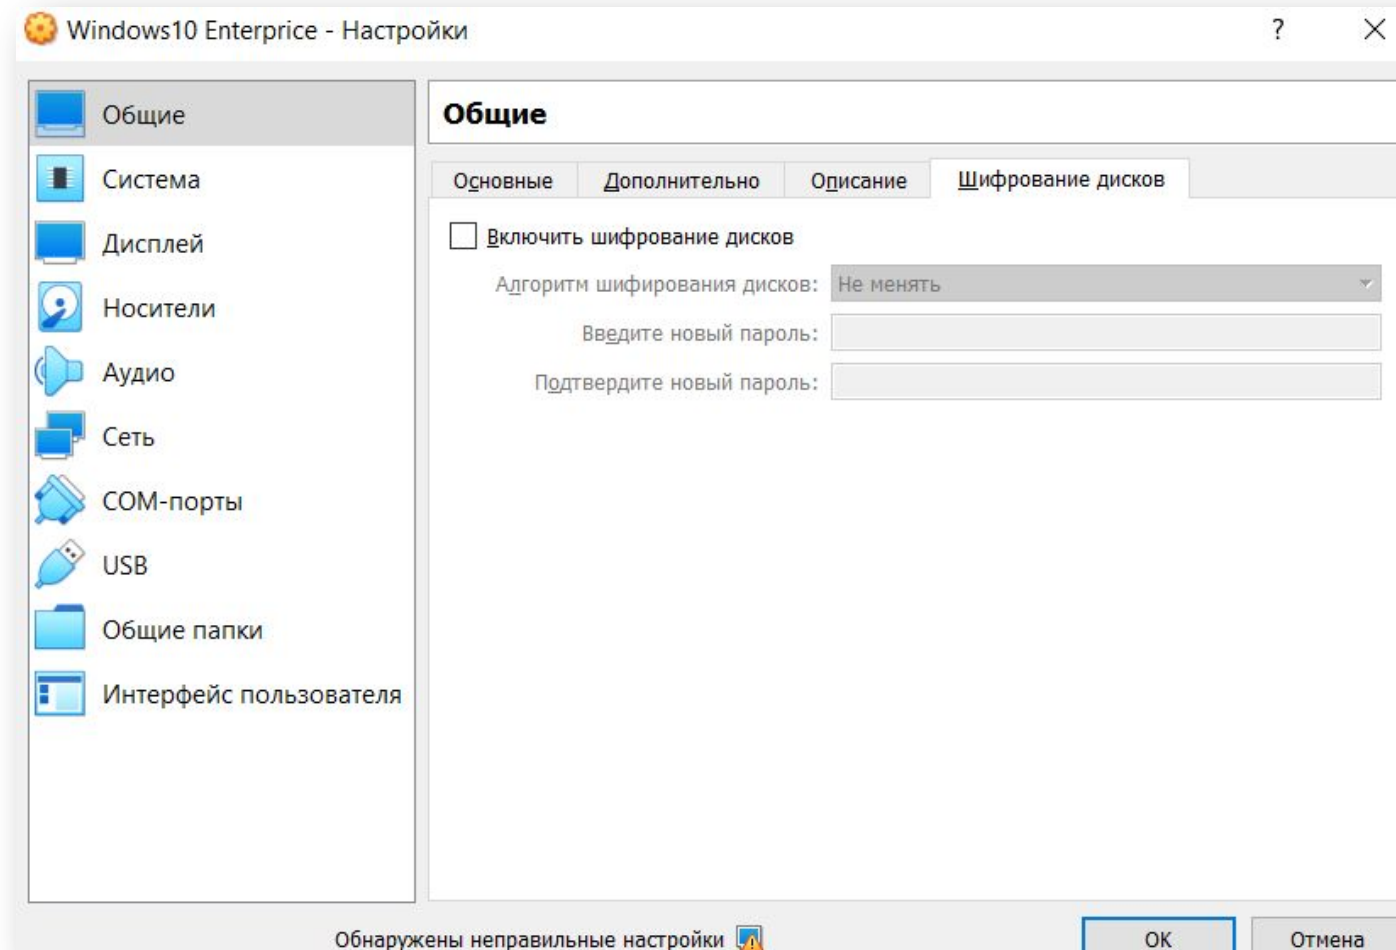 Windows10 Enterprice - Настройки
?
Общие
Система
Дисплей
Носители
Аудио
Сеть
COM-порты
USB
Общие папки
Интерфейс пользователя
Общие
Основные
Дополнительно
Описание
Шифрование дисков
Включить шифрование дисков
Алгоритм шифирования дисков: Не менять
Введите новый пароль:
Подтвердите новый пароль:
Обнаружены неправильные настройки
OK
Отмена